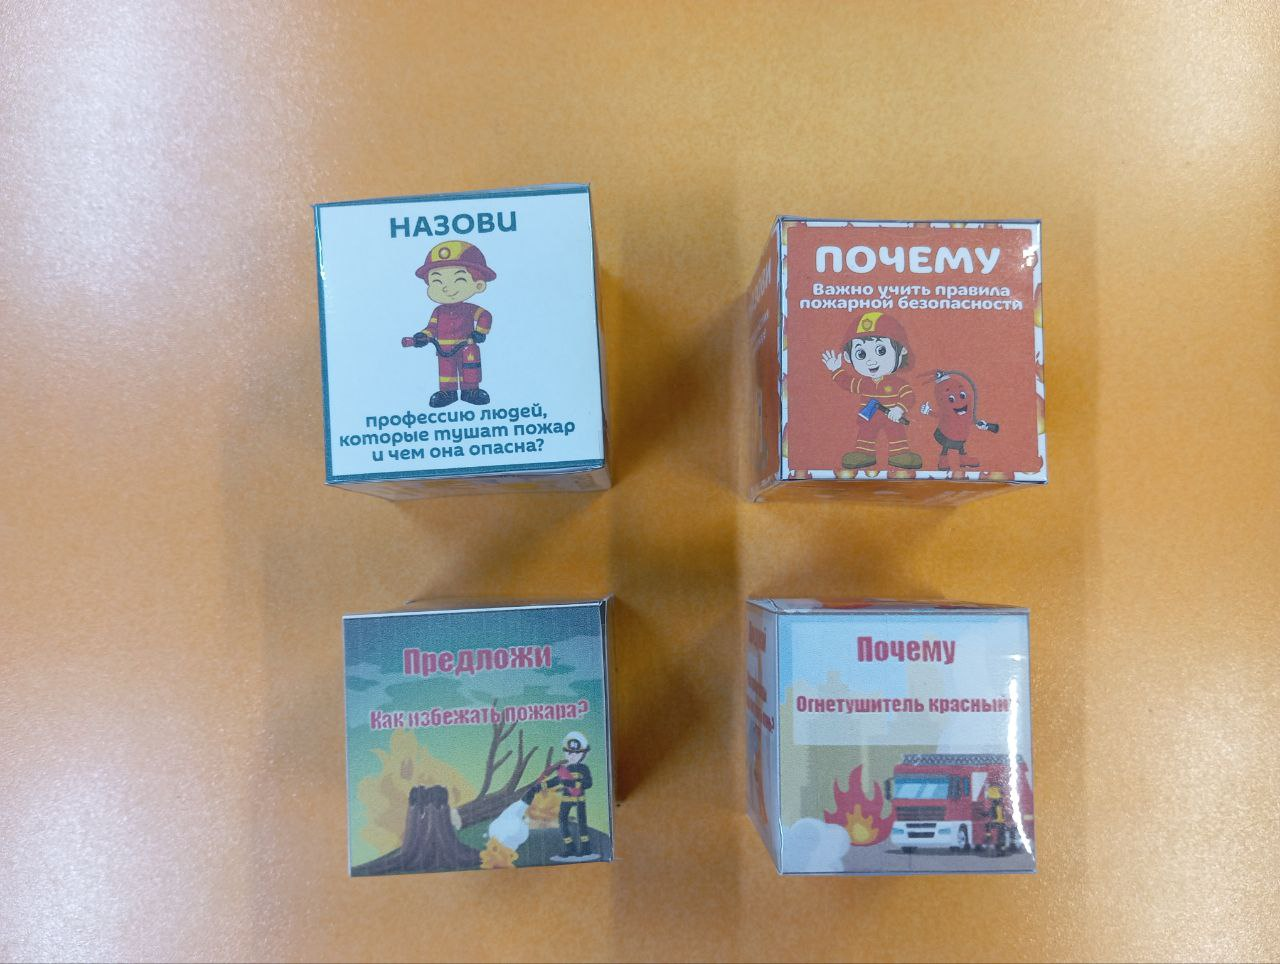 НАЗОВИ
профессию людей,
которые тушат пожар
и чем она опасна?
ПОЧЕМУ
Важно учить правила
пожарной безопасности
Предложи
Как избежать пожара?
Почему
Огнетушитель красный?